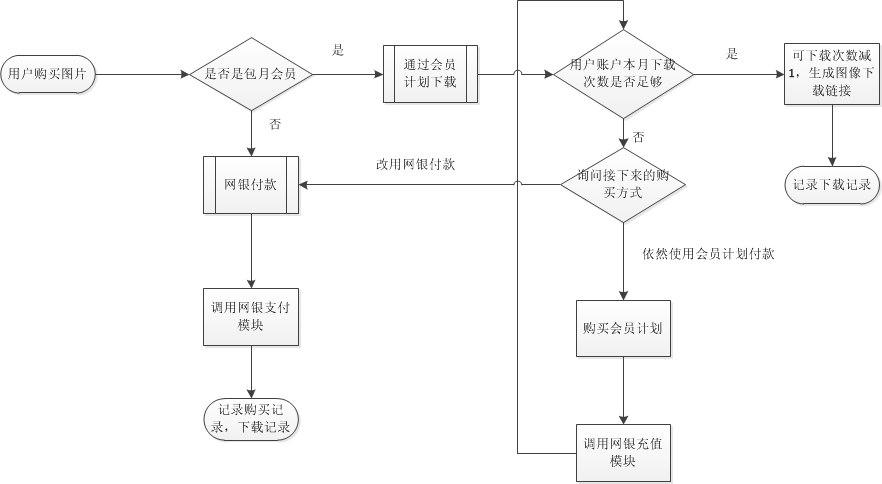 用户购买图片
是否是包月会员
是
通过会员
计划下载
用户账户本月下载
次数是否足够
是
可下载次数减
1，生成图像下
载链接
否
否
网银付款
改用网银付款
询问接下来的购
买方式
记录下载记录
依然使用会员计划付款
调用网银支付
模块
购买会员计划
记录购买记
录，下载记录
调用网银充值
模块